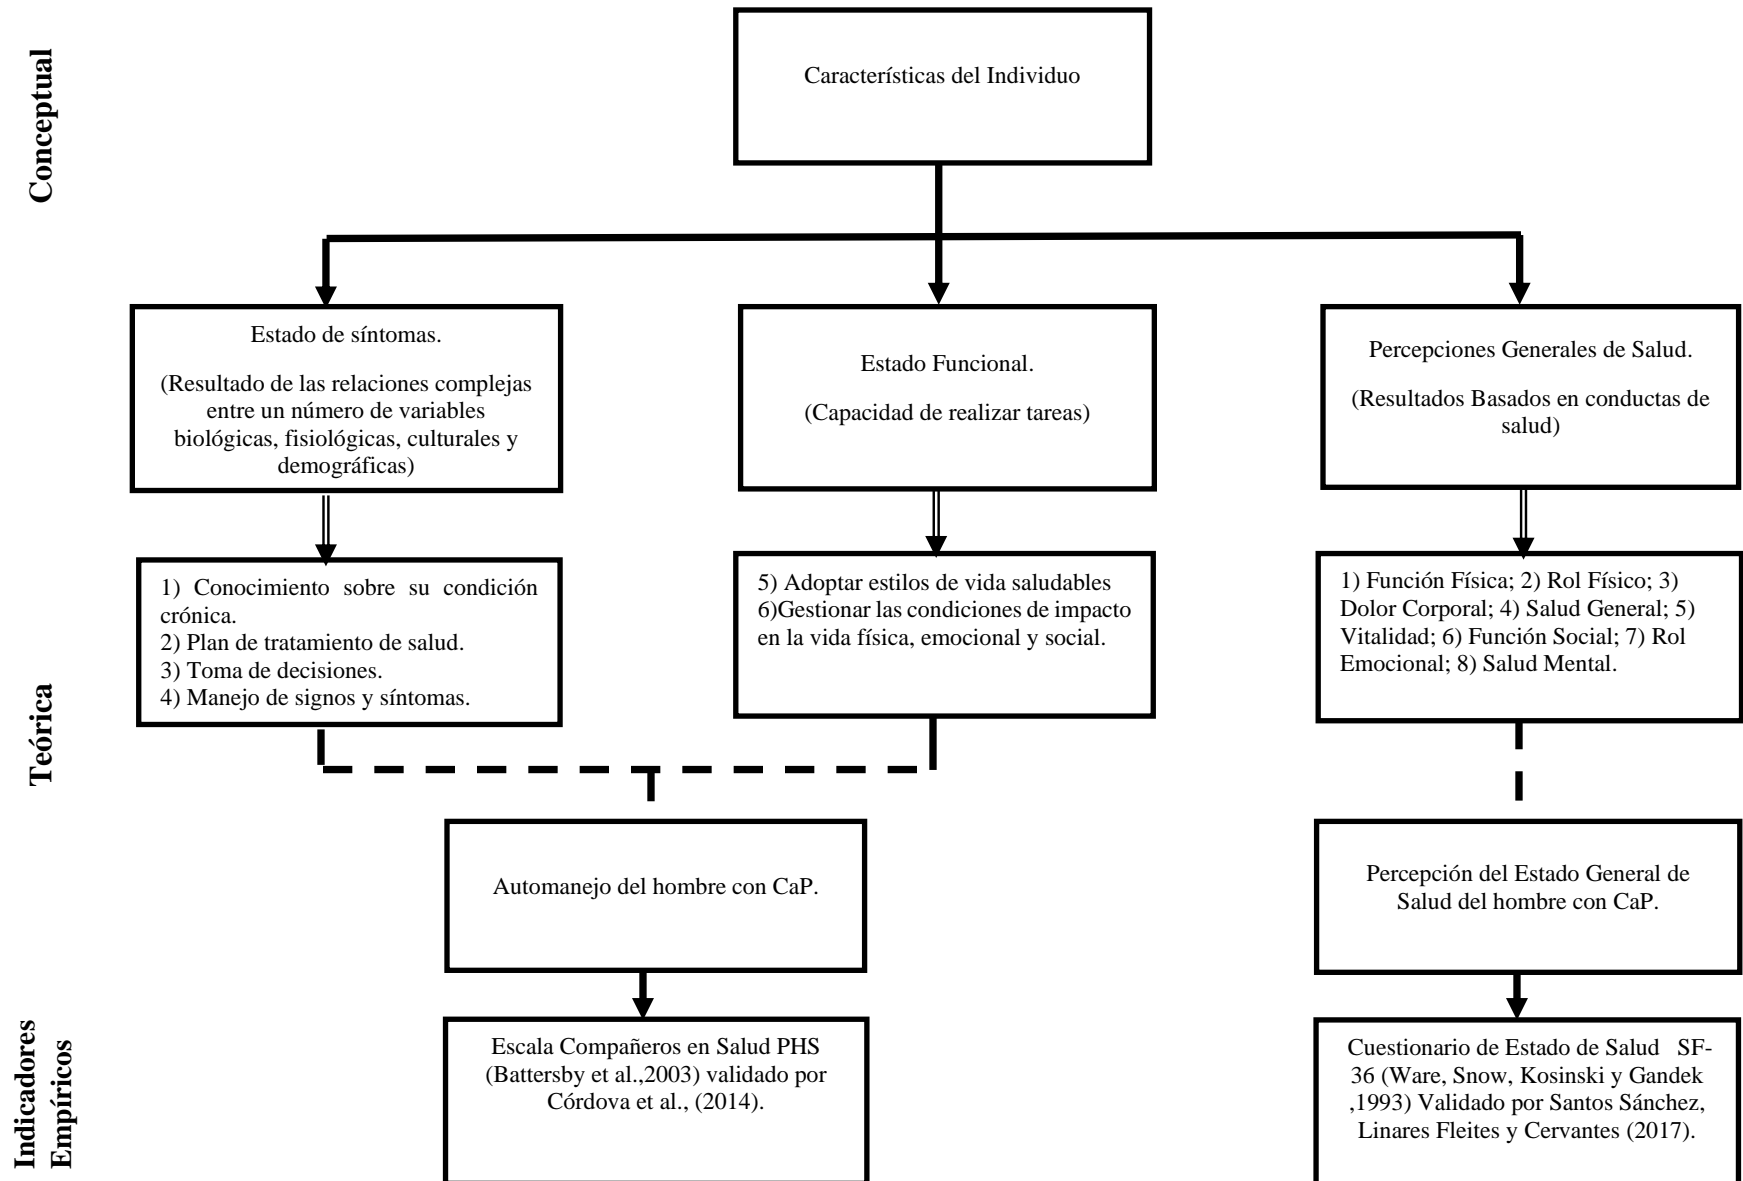 Conceptual
Características del Individuo
Estado de síntomas.
(Resultado de las relaciones complejas
entre un número de variables
biológicas, fisiológicas, culturales y
demográficas)
Estado Funcional.
(Capacidad de realizar tareas)
Percepciones Generales de Salud.
(Resultados Basados en conductas de
salud)
Teórica
1) Conocimiento sobre su condición
crónica.
2) Plan de tratamiento de salud.
3) Toma de decisiones.
4) Manejo de signos y síntomas.
5) Adoptar estilos de vida saludables
6)Gestionar las condiciones de impacto
en la vida física, emocional y social.
1) Función Física; 2) Rol Físico; 3)
Dolor Corporal; 4) Salud General; 5)
Vitalidad; 6) Función Social; 7) Rol
Emocional; 8) Salud Mental.
Automanejo del hombre con CaP.
Percepción del Estado General de
Salud del hombre con CaP.
Indicadores
Empíricos
Escala Compañeros en Salud PHS
(Battersby et al.,2003) validado por
Córdova et al., (2014).
Cuestionario de Estado de Salud SF-
36 (Ware, Snow, Kosinski y Gandek
,1993) Validado por Santos Sánchez,
Linares Fleites y Cervantes (2017).